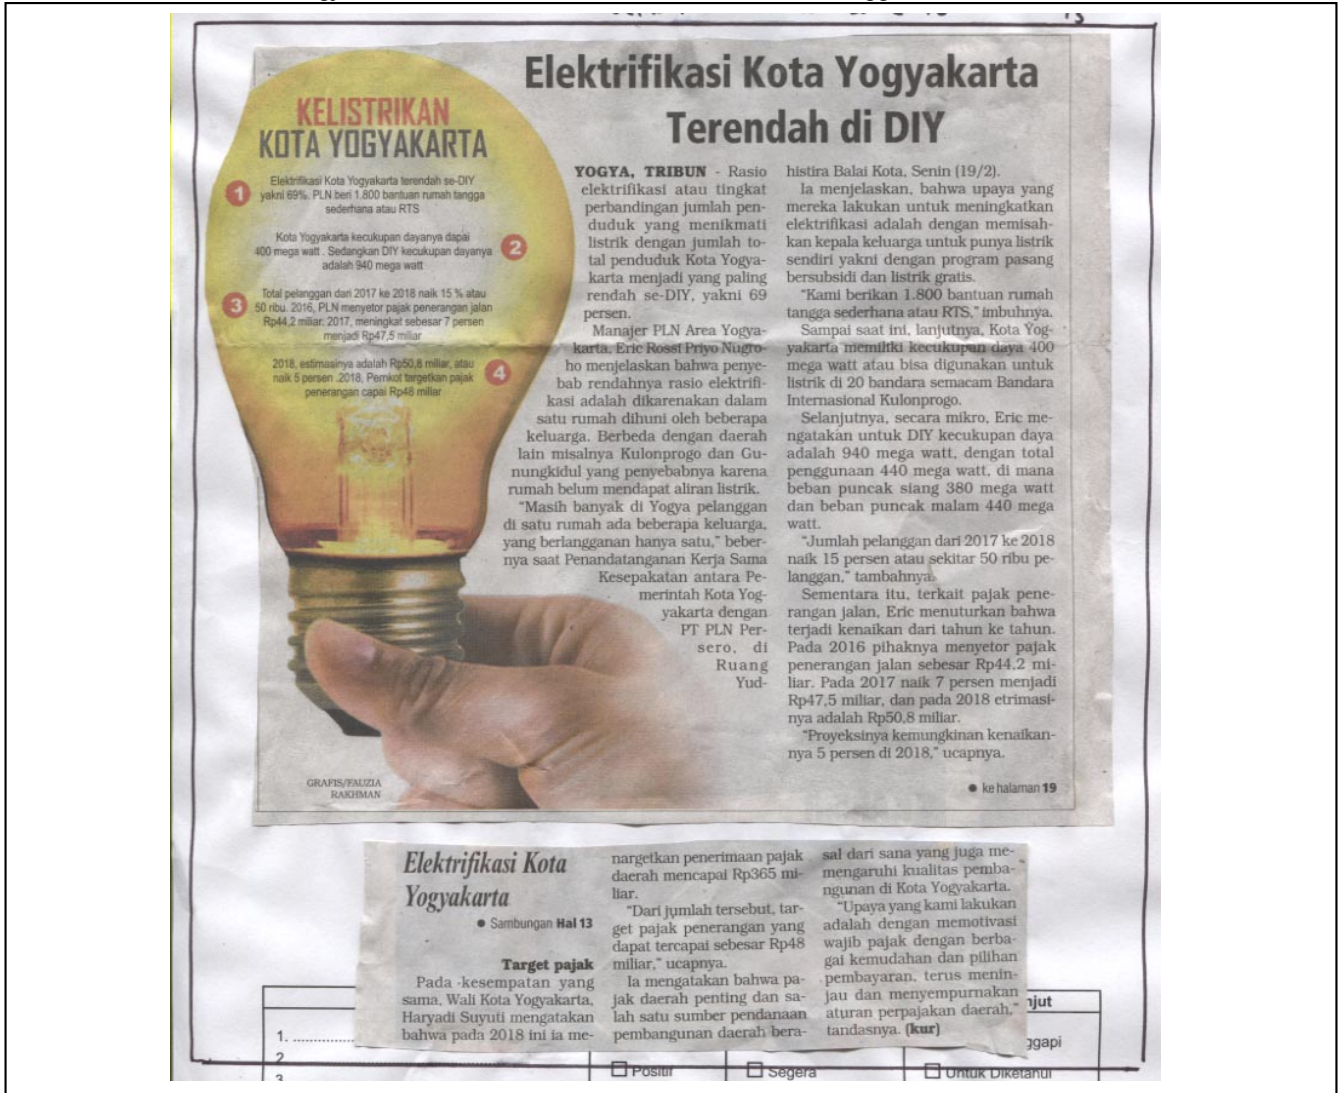 Elektrifikasi Kota Yogyakarta
Terendah di DIY
KELISTRIKAN
KOTA YOGYAKARTA
1
Elektrifikasi Kota Yogyakarta terendah se-DIY
yakni 69%. PLN beri 1.800 bantuan rumah tangga
sederhana atau RTS
Kota Yogyakarta kecukupan dayanya dapai
400 mega watt . Sedangkan DIY kecukupan dayanya
adalah 940 mega watt
2
3
Total pelanggan dari 2017 ke 2018 naik 15 % atau
50 ribu. 2016, PLN menyetor pajak penerangan jalan
Rp44,2 miliar. 2017, meningkat sebesar 7 persen
menjadi Rp47,5 miliar
2018, estimasinya adalah Rp50,8 miliar, atau
naik 5 persen .2018, Pemkot targetkan pajak
penerangan capai Rp48 miliar
4
GRAFIS/FAUZIA
RAKHMAN
YOGYA, TRIBUN - Rasio
elektrifikasi atau tingkat
perbandingan jumlah pen-
duduk yang menikmati
listrik dengan jumlah to-
tal penduduk Kota Yogya-
karta menjadi yang paling
rendah se-DIY, yakni 69
persen.
Manajer PLN Area Yogya-
karta, Eric Rossi Priyo Nugro-
ho menjelaskan bahwa penye-
bab rendahnya rasio elektrifi-
kasi adalah dikarenakan dalam
satu rumah dihuni oleh beberapa
keluarga. Berbeda dengan daerah
lain misalnya Kulonprogo dan Gu-
nungkidul yang penyebabnya karena
rumah belum mendapat aliran listrik.
"Masih banyak di Yogya pelanggan
di satu rumah ada beberapa keluarga,
yang berlangganan hanya satu," beber-
nya saat Penandatanganan Kerja Sama
Kesepakatan antara Pe-
merintah Kota Yog-
yakarta dengan
PT PLN Per-
sero, di
Ruang
Yud-
histira Balai Kota, Senin (19/2).
Ia menjelaskan, bahwa upaya yang
mereka lakukan untuk meningkatkan
elektrifikasi adalah dengan memisah-
kan kepala keluarga untuk punya listrik
sendiri yakni dengan program pasang
bersubsidi dan listrik gratis.
"Kami berikan 1.800 bantuan rumah
tangga sederhana atau RTS," imbuhnya.
Sampai saat ini, lanjutnya, Kota Yog-
yakarta memiltki kecukupan daya 400
mega watt atau bisa digunakan untuk
listrik di 20 bandara semacam Bandara
Internasional Kulonprogo.
Selanjutnya, secara mikro, Eric me-
ngatakan untuk DIY kecukupan daya
adalah 940 mega watt, dengan total
penggunaan 440 mega watt, di mana
beban puncak siang 380 mega watt
dan beban puncak malam 440 mega
watt.
"Jumlah pelanggan dari 2017 ke 2018
naik 15 persen atau sekitar 50 ribu pe-
langgan," tambahnya.
Sementara itu, terkait pajak pene-
rangan jalan, Eric menuturkan bahwa
terjadi kenaikan dari tahun ke tahun.
Pada 2016 pihaknya menyetor pajak
penerangan jalan sebesar Rp44,2 mi-
liar. Pada 2017 naik 7 persen menjadi
Rp47,5 miliar, dan pada 2018 etrimasi-
nya adalah Rp50,8 miliar.
"Proyeksinya kemungkinan kenaikan-
nya 5 persen di 2018," ucapnya.
● ke halaman 19
Elektrifikasi Kota
Yogyakarta
● Sambungan Hal 13
Target pajak
Pada kesempatan yang
sama, Wali Kota Yogyakarta,
Haryadi Suyuti mengatakan
bahwa pada 2018 ini ia me-
nargetkan penerimaan pajak
daerah mencapai Rp365 mi-
liar.
"Dari jumlah tersebut, tar-
get pajak penerangan yang
dapat tercapai sebesar Rp48
miliar," ucapnya.
Ia mengatakan bahwa pa-
jak daerah penting dan sa-
lah satu sumber pendanaan
pembangunan daerah bera-
sal dari sana yang juga me-
mengaruhi kualitas pemba-
ngunan di Kota Yogyakarta.
"Upaya yang kami lakukan
adalah dengan memotivasi
wajib pajak dengan berba-
gai kemudahan dan pilihan
pembayaran, terus menin-
jau dan menyempurnakan
aturan perpajakan daerah,"
tandasnya. (kur)
njut
1. ................
ggapi
2
3
☐ Positif ☐ Segera ☐ Untuk Diketahui